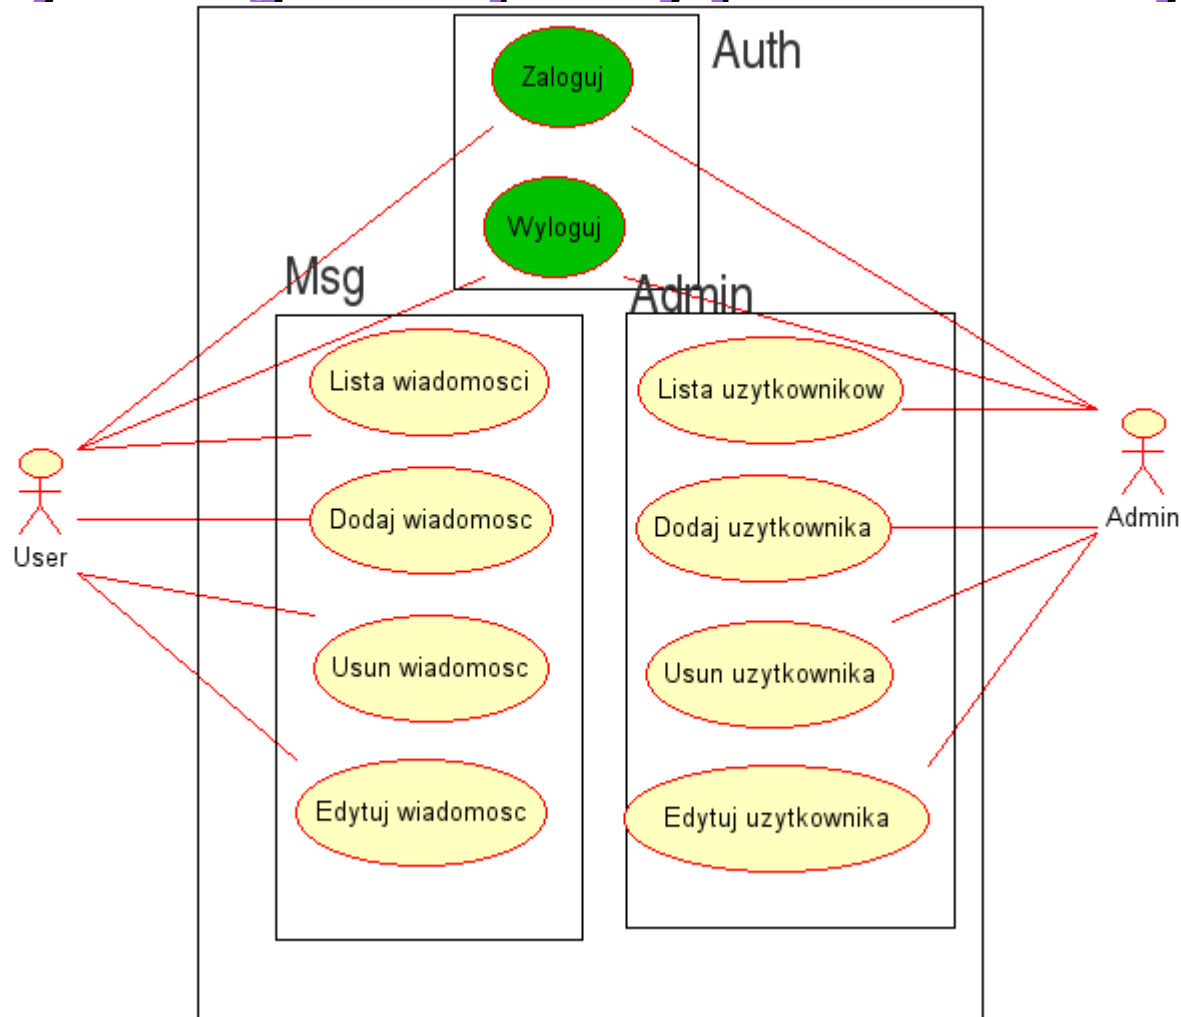 Auth
Zaloguj
Wyloguj
Msg
Admin
Lista wiadomosci
Lista uzytkownikow
Dodaj wiadomosc
Dodaj uzytkownika
User
Admin
Usun wiadomosc
Usun uzytkownika
Edytuj wiadomosc
Edytuj uzytkownika